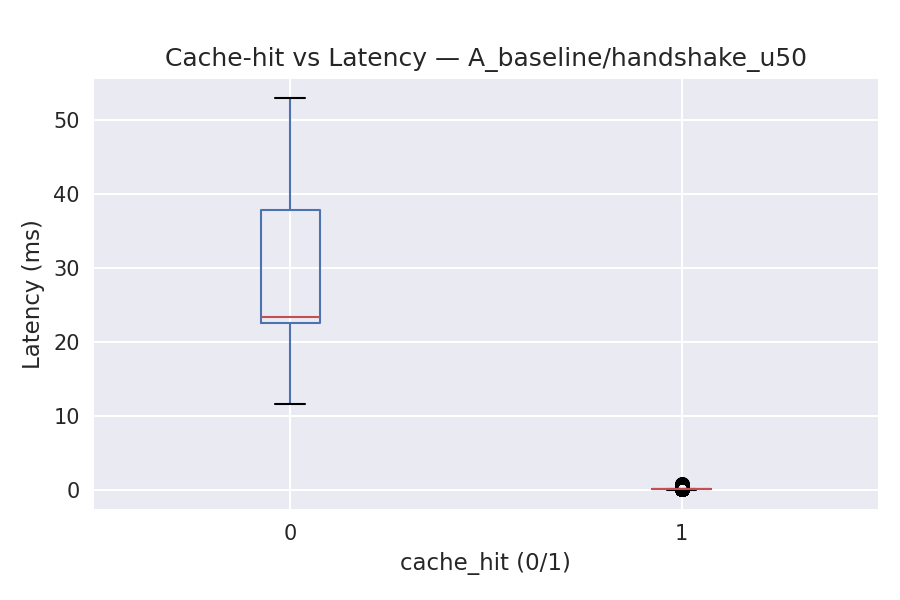 Cache-hit vs Latency — A_baseline/handshake_u50
Latency (ms)
50
40
30
20
10
0
0 1
cache_hit (0/1)